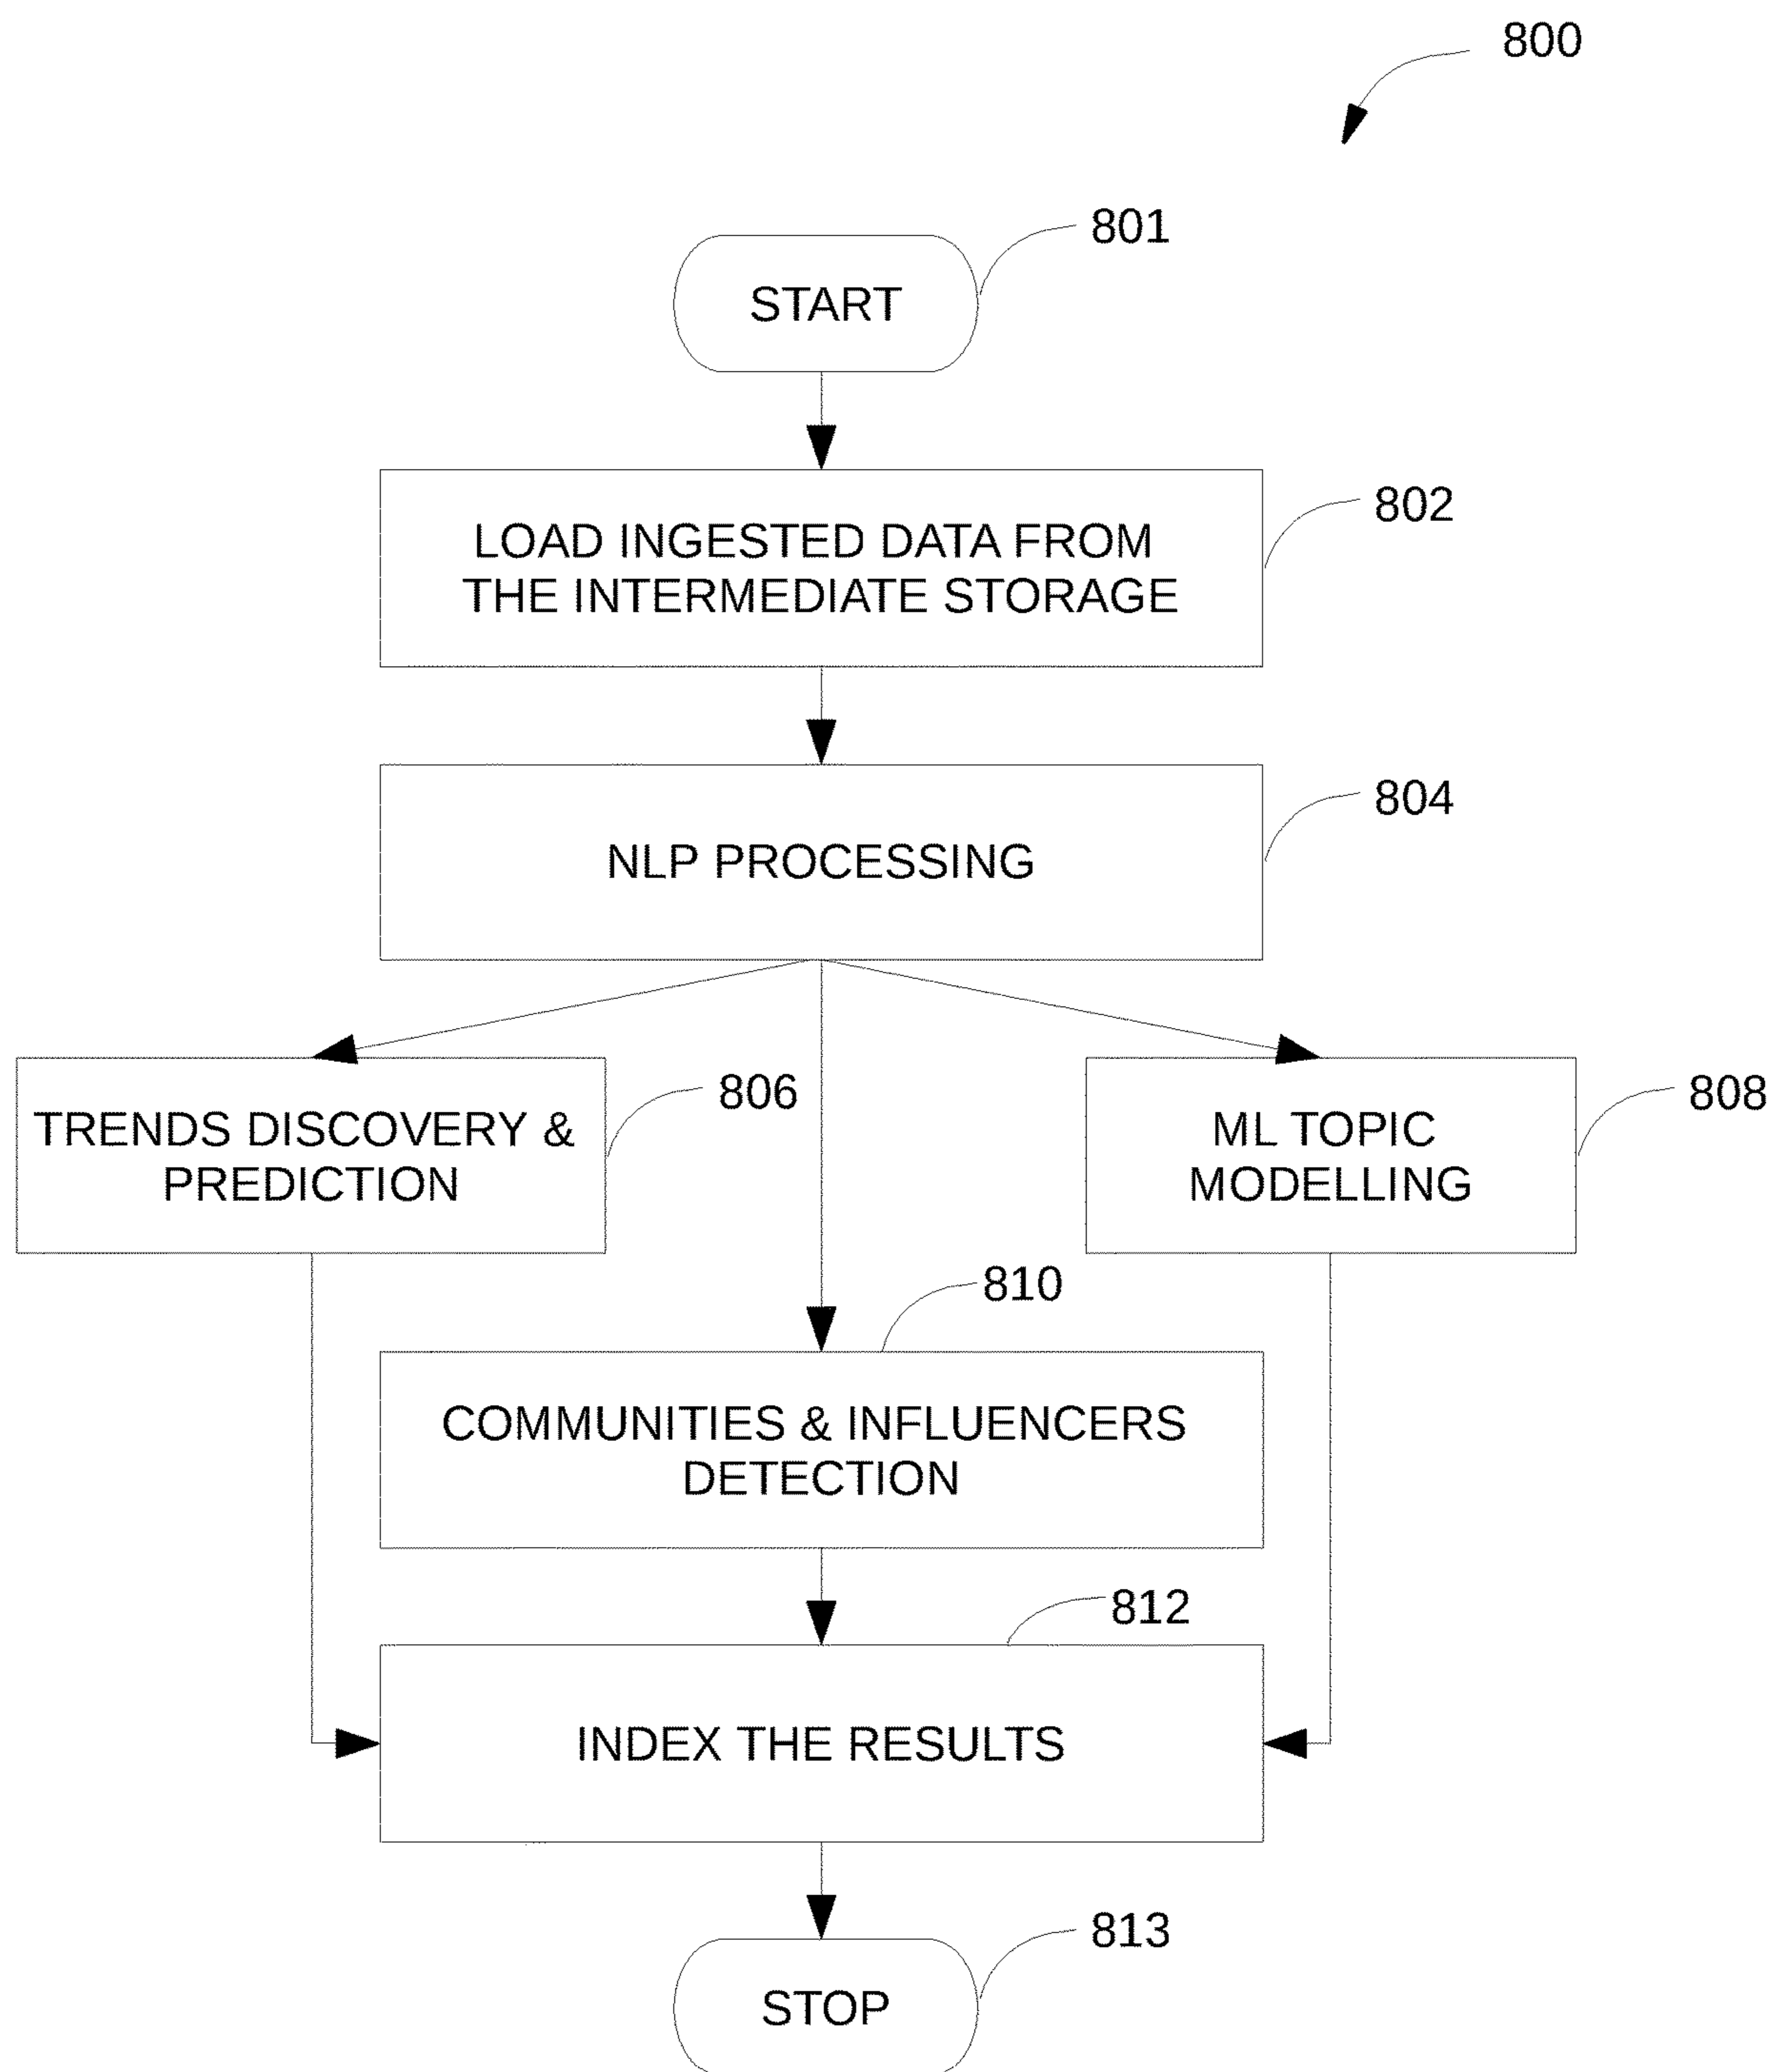 800
801
START
802
LOAD INGESTED DATA FROM
THE INTERMEDIATE STORAGE
804
NLP PROCESSING
806
TRENDS DISCOVERY &
PREDICTION
808
ML TOPIC
MODELLING
810
COMMUNITIES & INFLUENCERS
DETECTION
812
INDEX THE RESULTS
813
STOP